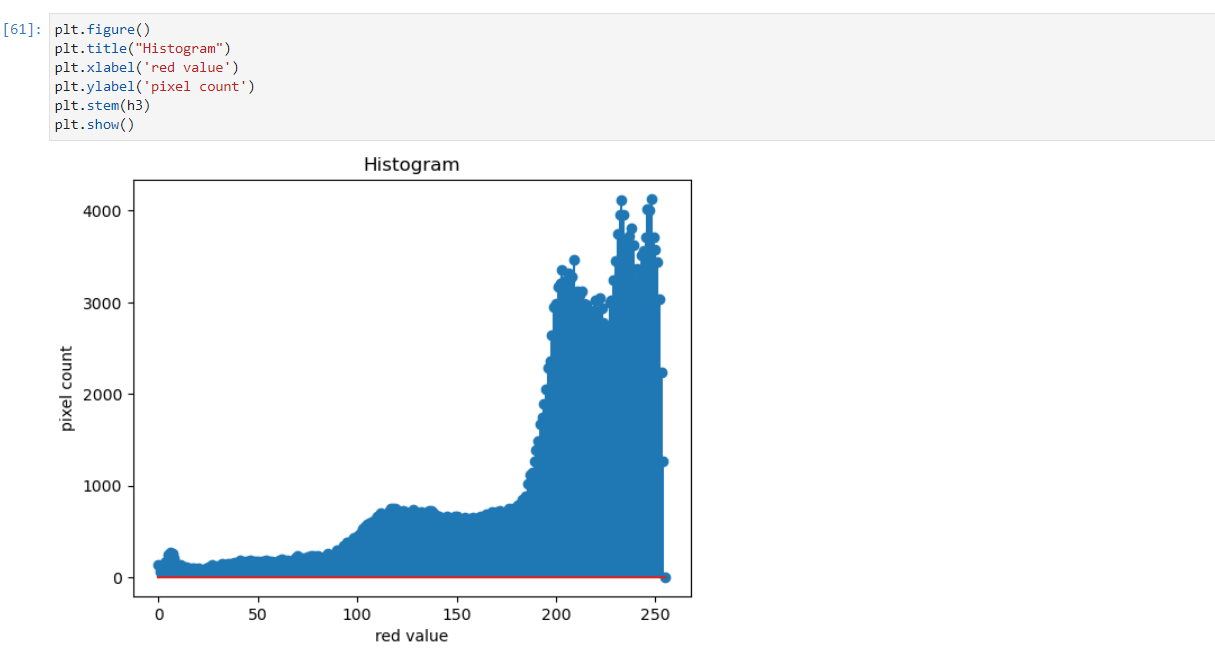 [61]: plt.figure()
plt.title("Histogram")
plt.xlabel('red value')
plt.ylabel('pixel count')
plt.stem(h3)
plt.show()
Histogram
pixel count
4000
3000
2000
1000
0
0 50 100 150 200 250
red value